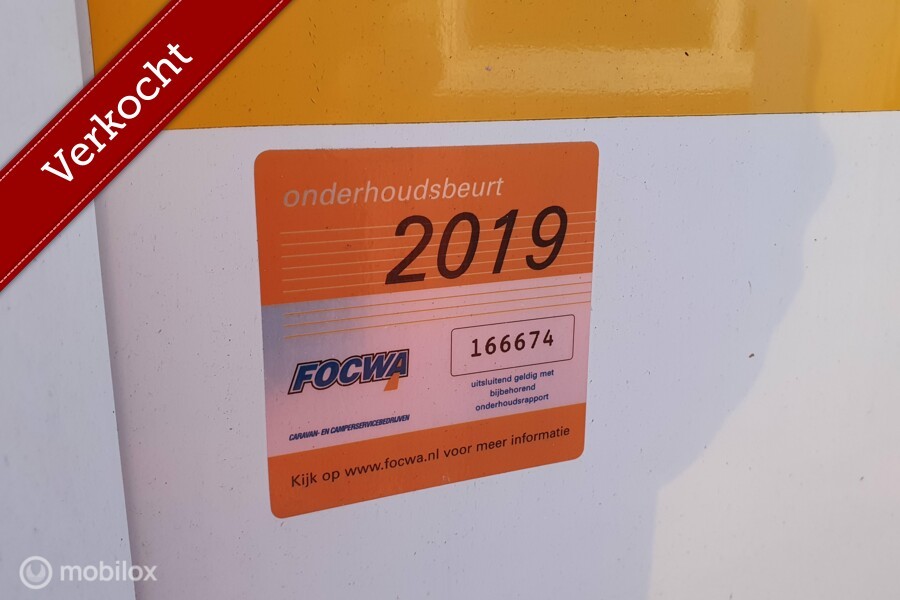 Verkocht
onderhoudsbeurt
2019
166674
FOCWA
uitsluitend geldig met
bijbehorend
onderhoudsrapport
CARAVAN- EN CAMPERSERVICEBEDRIJVEN
Kijk op www.focwa.nl voor meer informatie
mobilox